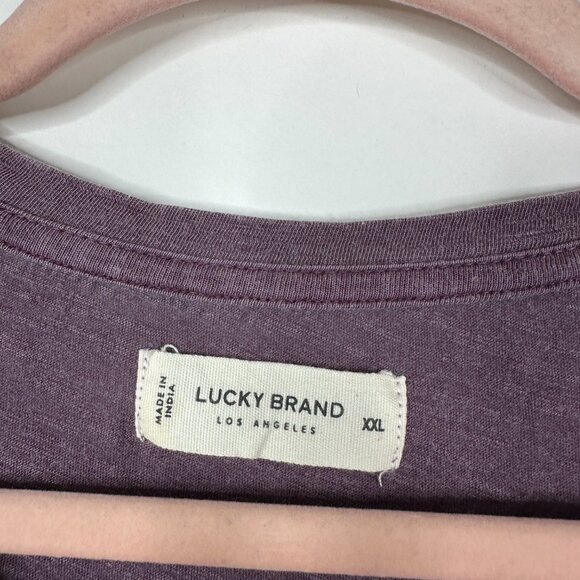 MADE IN
INDIA
LUCKY BRAND
LOS ANGELES
XXL